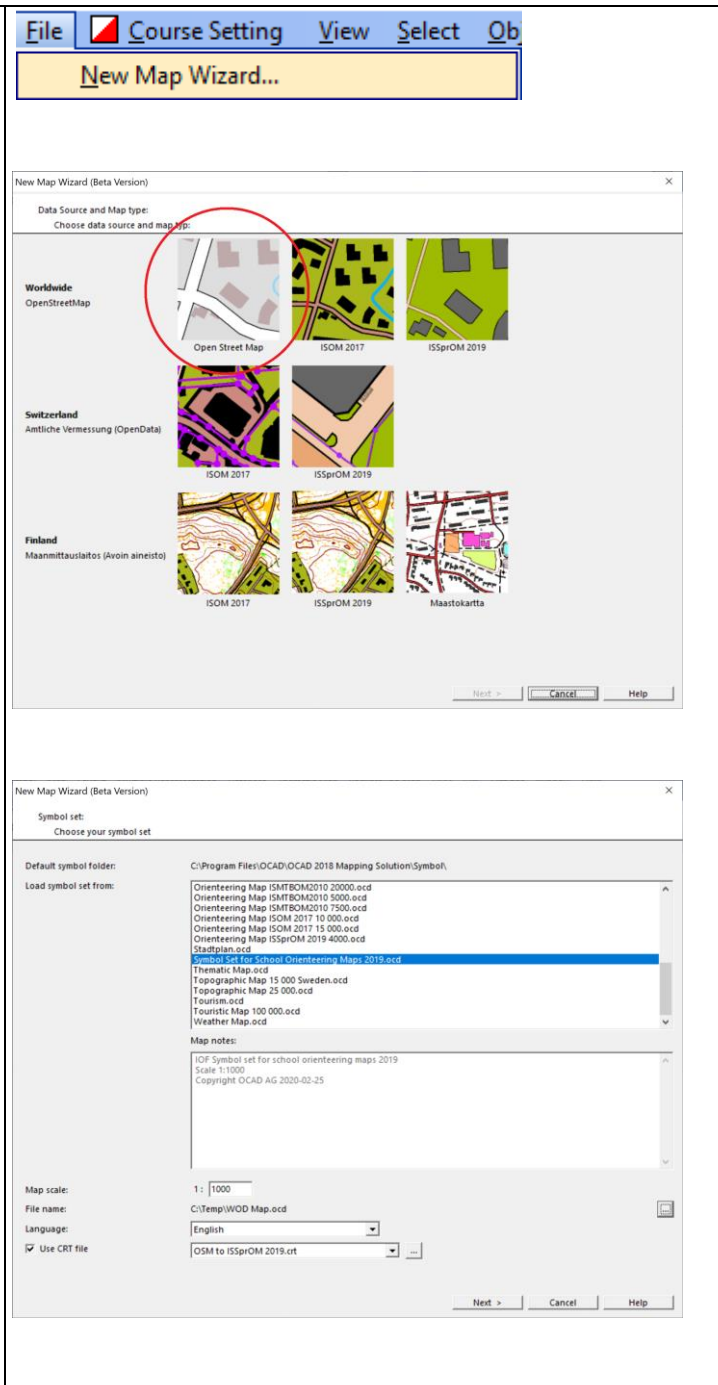 File Course Setting View Select Ob
New Map Wizard...
New Map Wizard (Beta Version)
Data Source and Map type:
Choose data source and map typ:
Worldwide
OpenStreetMap
Open Street Map ISOM 2017 ISSprOM 2019
Switzerland
Amtliche Vermessung (OpenData)
ISOM 2017 ISSprOM 2019
Finland
Maanmittauslaitos (Avoin aineisto)
ISOM 2017 ISSprOM 2019 Maastokartta
Next > Cancel Help
New Map Wizard (Beta Version)
Symbol set:
Choose your symbol set
Default symbol folder: C:\Program Files\OCAD\OCAD 2018 Mapping Solution\Symbol\
Load symbol set from:
Orienteering Map ISMTBOM2010 20000.ocd
Orienteering Map ISMTBOM2010 5000.ocd
Orienteering Map ISMTBOM2010 7500.ocd
Orienteering Map ISOM 2017 10 000.ocd
Orienteering Map ISOM 2017 15 000.ocd
Orienteering Map ISSprOM 2019 4000.ocd
Stadtplan.ocd
Symbol Set for School Orienteering Maps 2019.ocd
Thematic Map.ocd
Topographic Map 15 000 Sweden.ocd
Topographic Map 25 000.ocd
Tourism.ocd
Touristic Map 100 000.ocd
Weather Map.ocd
Map notes:
IOF Symbol set for school orienteering maps 2019
Scale 1:1000
Copyright OCAD AG 2020-02-25
Map scale: 1 : 1000
File name: C:\Temp\WOD Map.ocd
Language: English
Use CRT file OSM to ISSprOM 2019.crt ...
Next > Cancel Help